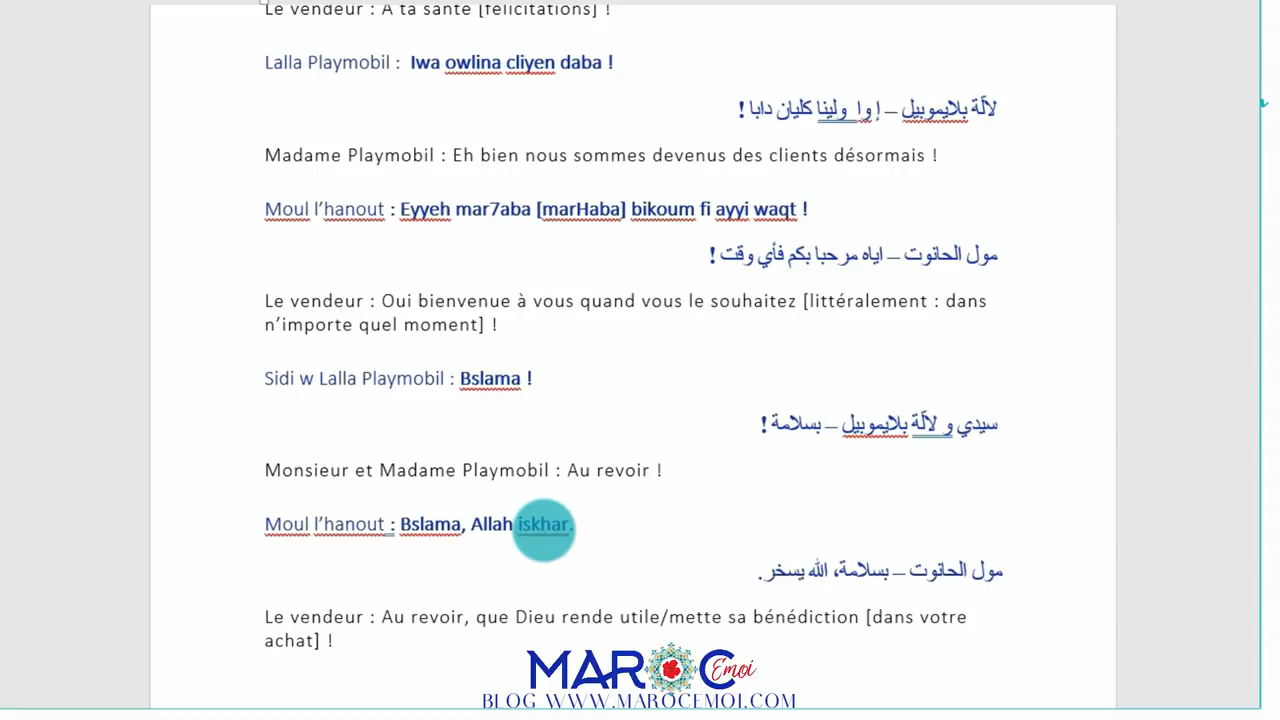 Le vendeur : A ta santé [félicitations] !
Lalla Playmobil : Iwa owlina cliyen daba !
لالّة بلايموبيل – إ وا ولينا كليان دابا !
Madame Playmobil : Eh bien nous sommes devenus des clients désormais !
Moul l’hanout : Eyyeh mar7aba [marHaba] bikoum fi ayyi waqt !
مول الحانوت – اياه مرحبا بكم فأي وقت !
Le vendeur : Oui bienvenue à vous quand vous le souhaitez [littéralement : dans
n’importe quel moment] !
Sidi w Lalla Playmobil : Bslama !
سيدي و لالّة بلايموبيل – بسلامة !
Monsieur et Madame Playmobil : Au revoir !
Moul l’hanout : Bslama, Allah iskhar.
مول الحانوت – بسلامة، الله يسخر.
Le vendeur : Au revoir, que Dieu rende utile/mette sa bénédiction [dans votre
achat] !
MAROC Emoi
BLOG WWW.MAROCEMOI.COM